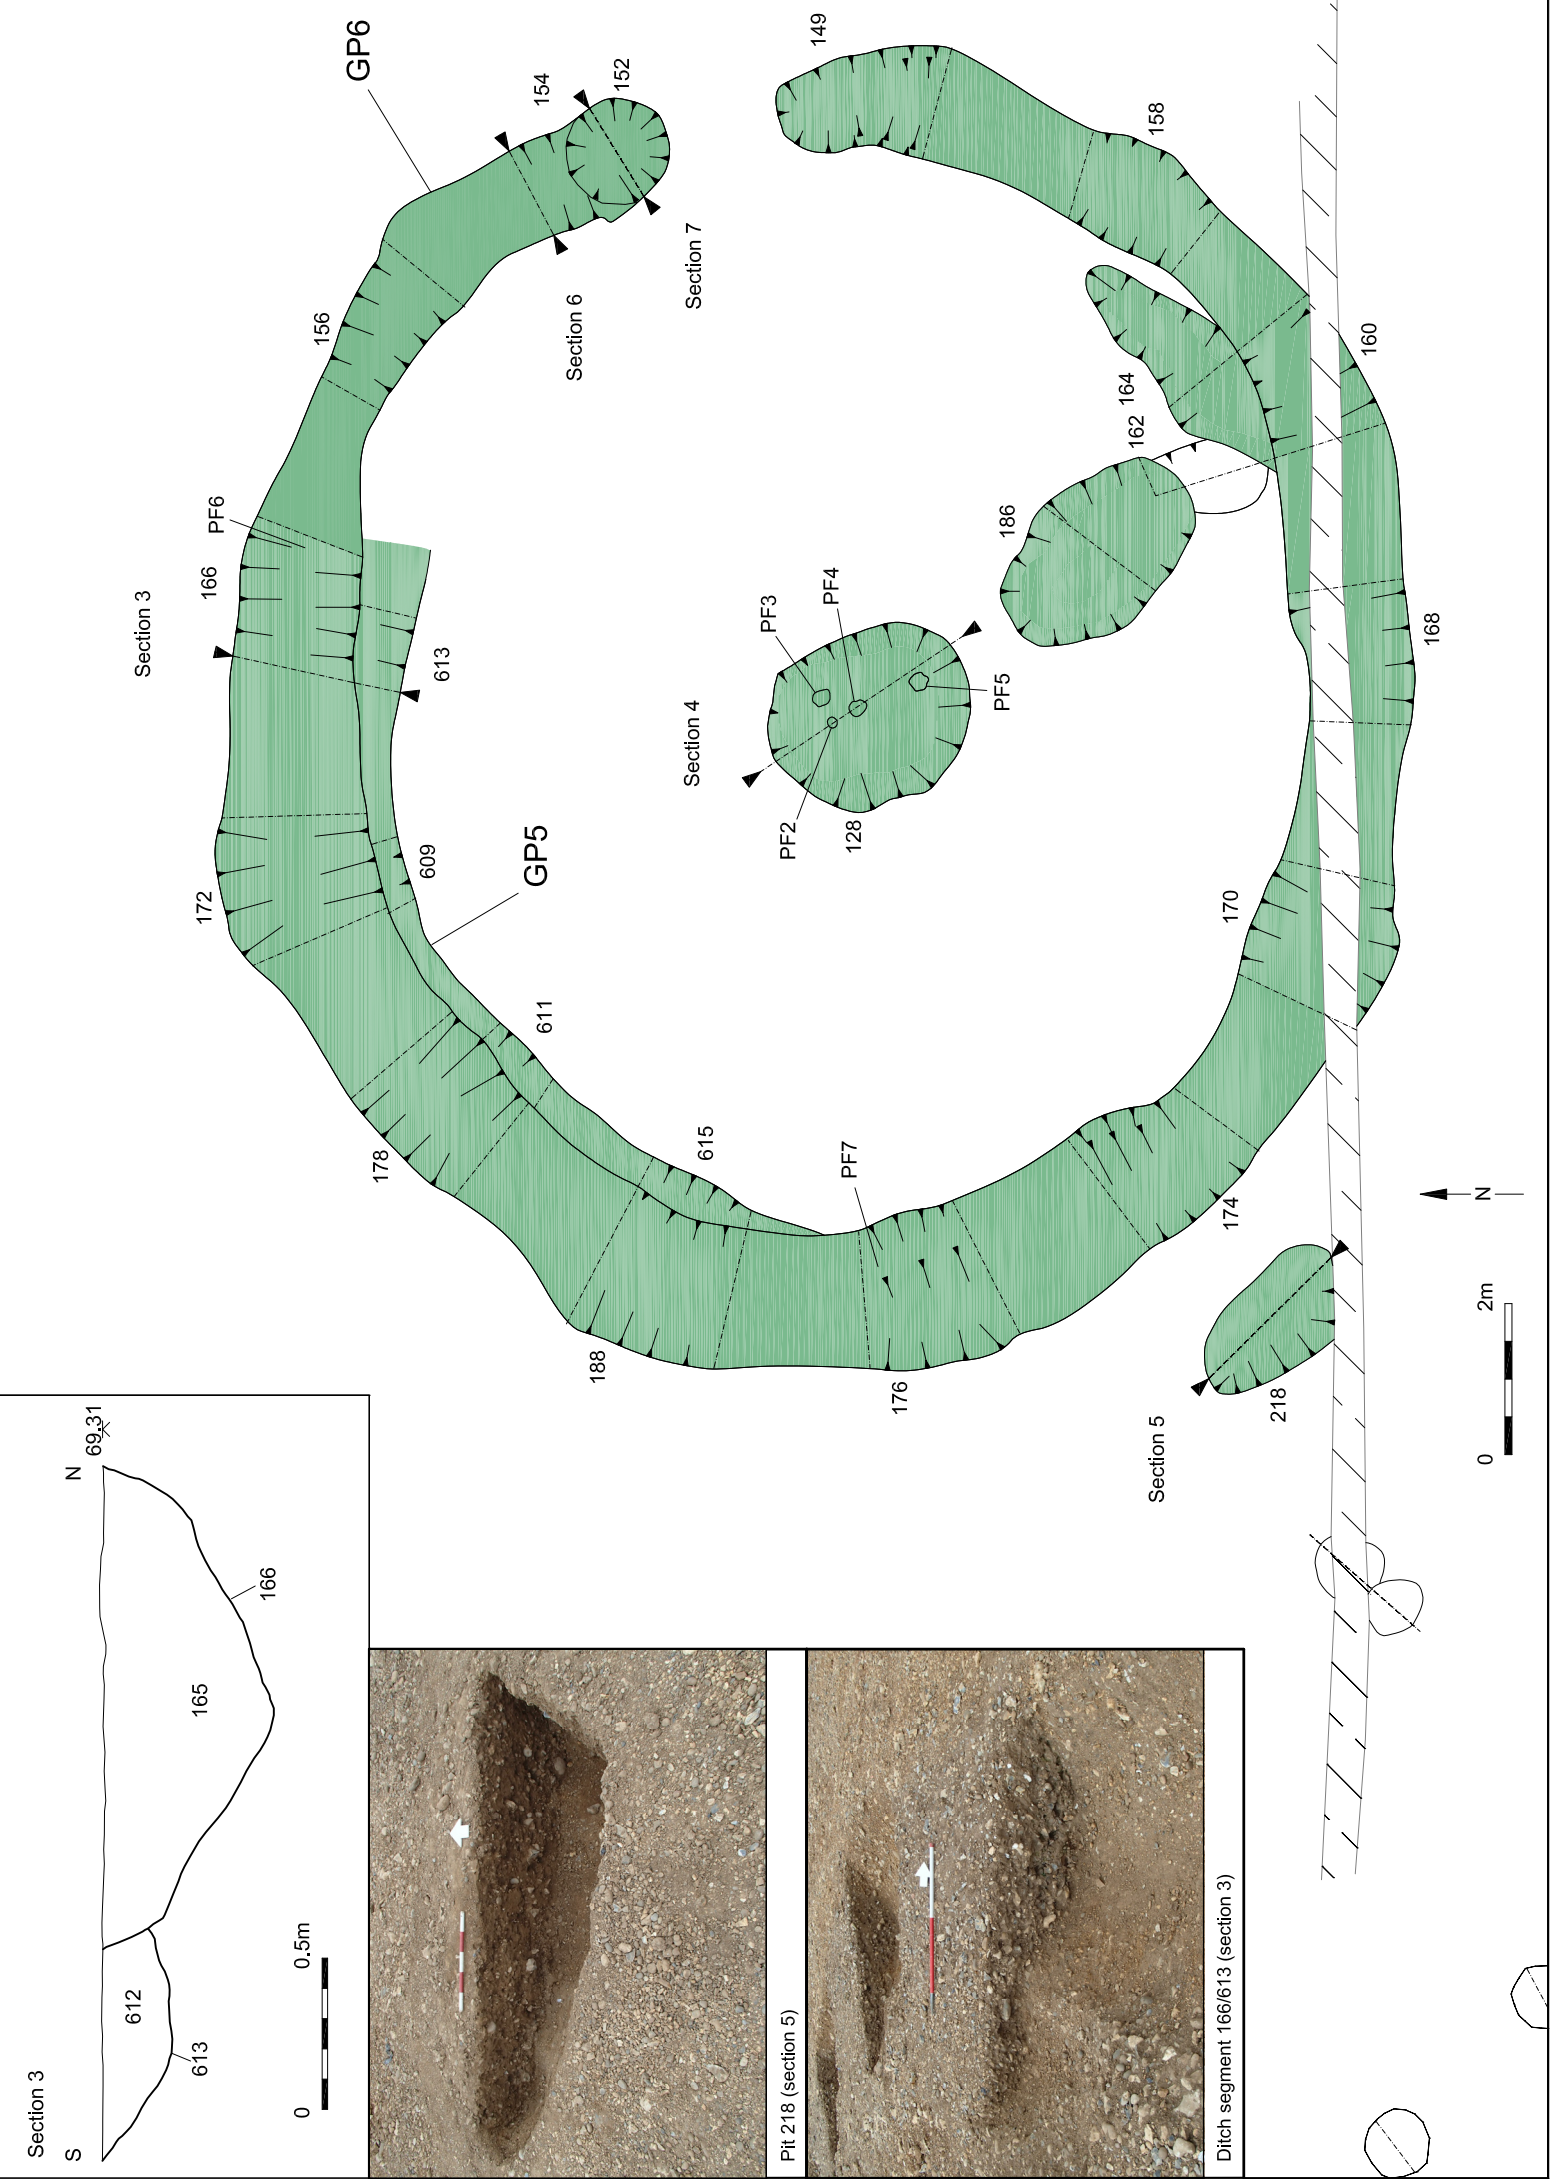 Section 3
S
N
69.31
612
613
165
166
0
0.5m
Pit 218 (section 5)
Ditch segment 166/613 (section 3)
GP6
154
152
149
156
Section 6
Section 7
158
PF6
166
Section 3
613
164
162
160
186
PF3
PF4
Section 4
PF2
128
PF5
168
172
609
GP5
170
611
178
615
PF7
174
188
176
218
Section 5
N
0
2m